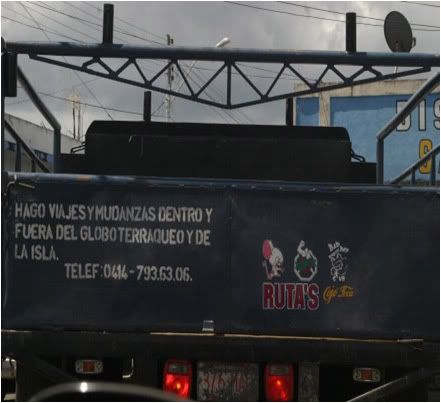 HAGO VIAJES Y MUDANZAS DENTRO Y
FUERA DEL GLOBO TERRAQUEO Y DE
LA ISLA.
TELEF: 0414-793.63.06.
RUTA'S